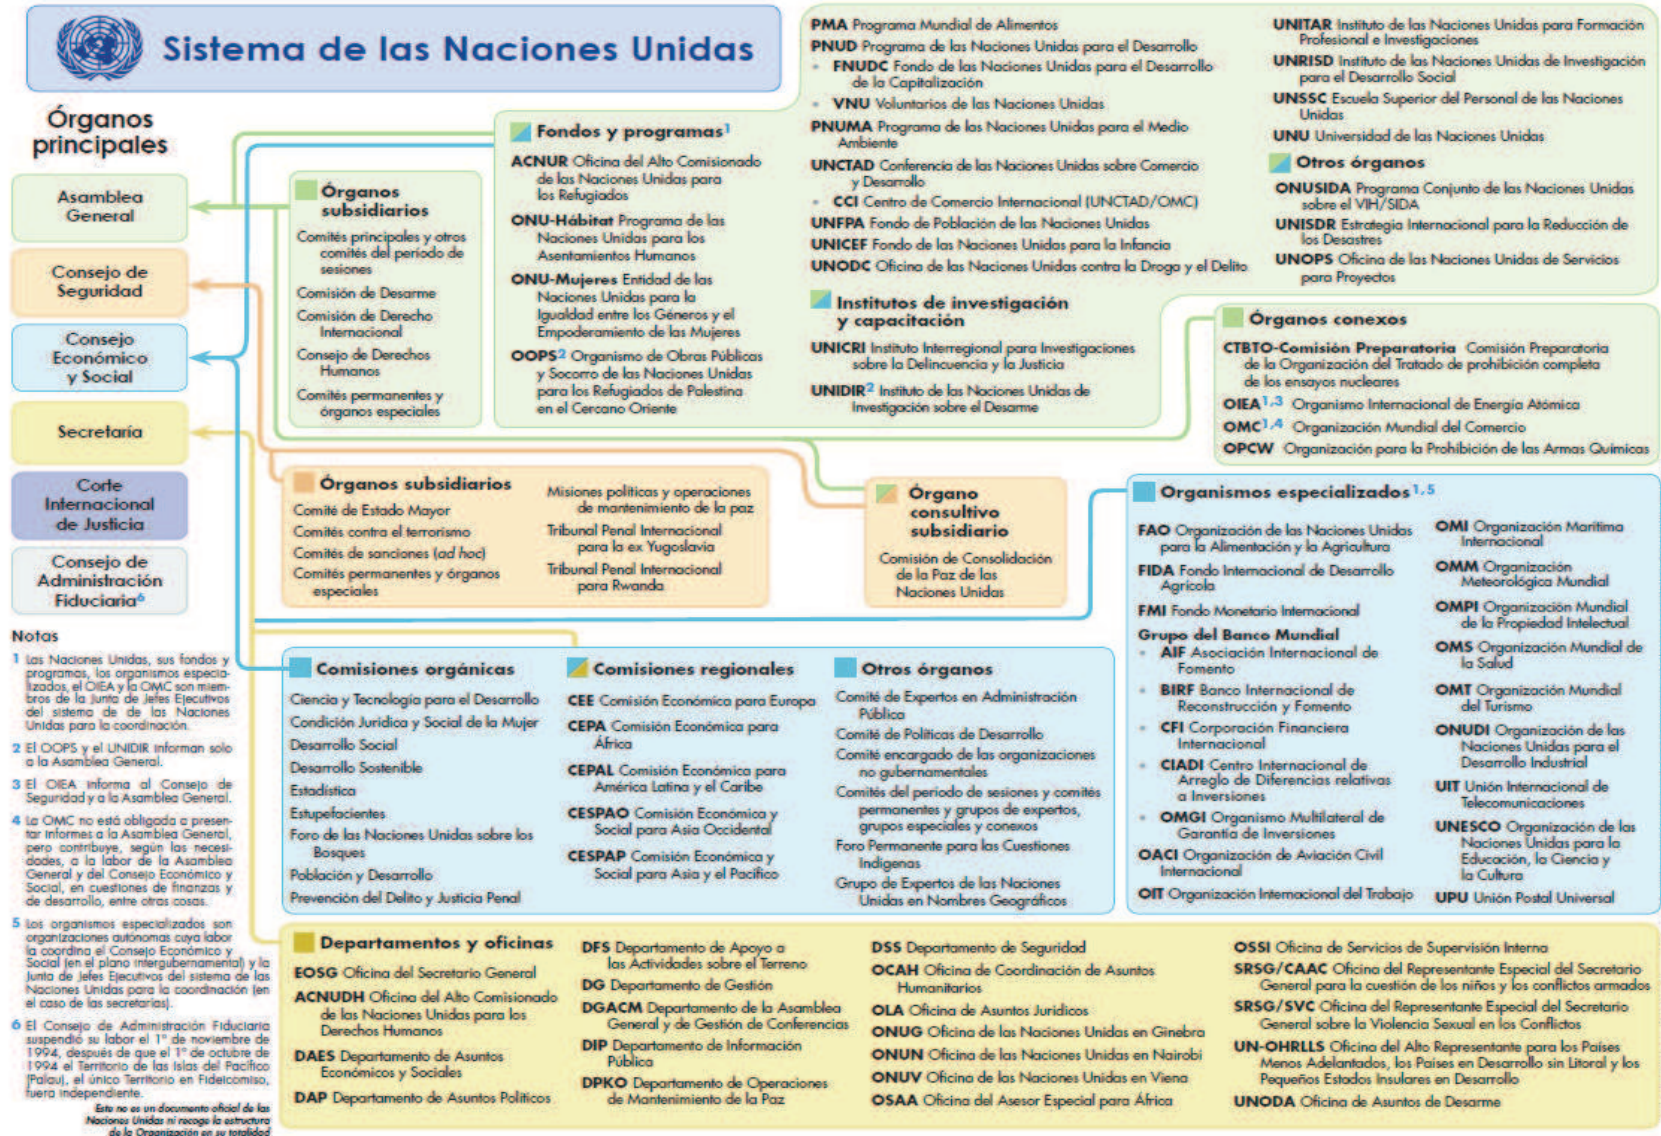 Sistema de las Naciones Unidas
Órganos
principales
Asamblea
General
Consejo de
Seguridad
Consejo
Económico
y Social
Secretaría
Corte
Internacional
de Justicia
Consejo de
Administración
Fiduciaria6
Notas
1 Las Naciones Unidas, sus fondos y
programas, los organismos especia-
lizados, el OIEA y la OMC son miem-
bros de la Junta de Jefes Ejecutivos
del sistema de de las Naciones
Unidas para la coordinación.
2 El OOPS y el UNIDIR informan solo
a la Asamblea General.
3 El OIEA informa al Consejo de
Seguridad y a la Asamblea General.
4 La OMC no está obligada a presen-
tar informes a la Asamblea General,
pero contribuye, según las necesi-
dades, a la labor de la Asamblea
General y del Consejo Económico y
Social, en cuestiones de finanzas y
de desarrollo, entre otras cosas.
5 Los organismos especializados son
organizaciones autónomas cuya labor
la coordina el Consejo Económico y
Social (en el plano intergubernamental) y la
Junta de Jefes Ejecutivos del sistema de las
Naciones Unidas para la coordinación (en
el caso de las secretarías).
6 El Consejo de Administración Fiduciaria
suspendió su labor el 1° de noviembre de
1994, después de que el 1° de octubre de
1994 el Territorio de las Islas del Pacífico
(Palau), el único Territorio en Fideicomiso,
fuera independiente.
Este no es un documento oficial de las
Naciones Unidas ni recoge la estructura
de la Organización en su totalidad
Órganos
subsidiarios
Comités principales y otros
comités del período de
sesiones
Comisión de Desarme
Comisión de Derecho
Internacional
Consejo de Derechos
Humanos
Comités permanentes y
órganos especiales
Fondos y programas1
ACNUR Oficina del Alto Comisionado
de las Naciones Unidas para
los Refugiados
ONU-Hábitat Programa de las
Naciones Unidas para los
Asentamientos Humanos
ONU-Mujeres Entidad de las
Naciones Unidas para la
Igualdad entre los Géneros y el
Empoderamiento de las Mujeres
OOPS2 Organismo de Obras Públicas
y Socorro de las Naciones Unidas
para los Refugiados de Palestina
en el Cercano Oriente
PMA Programa Mundial de Alimentos
PNUD Programa de las Naciones Unidas para el Desarrollo
• FNUDC Fondo de las Naciones Unidas para el Desarrollo
de la Capitalización
• VNU Voluntarios de las Naciones Unidas
PNUMA Programa de las Naciones Unidas para el Medio
Ambiente
UNCTAD Conferencia de las Naciones Unidas sobre Comercio
y Desarrollo
• CCI Centro de Comercio Internacional (UNCTAD/OMC)
UNFPA Fondo de Población de las Naciones Unidas
UNICEF Fondo de las Naciones Unidas para la Infancia
UNODC Oficina de las Naciones Unidas contra la Droga y el Delito
Institutos de investigación
y capacitación
UNICRI Instituto Interregional para Investigaciones
sobre la Delincuencia y la Justicia
UNIDIR2 Instituto de las Naciones Unidas de
Investigación sobre el Desarme
UNITAR Instituto de las Naciones Unidas para Formación
Profesional e Investigaciones
UNRISD Instituto de las Naciones Unidas de Investigación
para el Desarrollo Social
UNSSC Escuela Superior del Personal de las Naciones
Unidas
UNU Universidad de las Naciones Unidas
Otros órganos
ONUSIDA Programa Conjunto de las Naciones Unidas
sobre el VIH/SIDA
UNISDR Estrategia Internacional para la Reducción de
los Desastres
UNOPS Oficina de las Naciones Unidas de Servicios
para Proyectos
Órganos conexos
CTBTO-Comisión Preparatoria Comisión Preparatoria
de la Organización del Tratado de prohibición completa
de los ensayos nucleares
OIEA1,3 Organismo Internacional de Energía Atómica
OMC1,4 Organización Mundial del Comercio
OPCW Organización para la Prohibición de las Armas Químicas
Órganos subsidiarios
Comité de Estado Mayor
Comités contra el terrorismo
Comités de sanciones (ad hoc)
Comités permanentes y órganos
especiales
Misiones políticas y operaciones
de mantenimiento de la paz
Tribunal Penal Internacional
para la ex Yugoslavia
Tribunal Penal Internacional
para Rwanda
Órgano
consultivo
subsidiario
Comisión de Consolidación
de la Paz de las
Naciones Unidas
Organismos especializados1,5
FAO Organización de las Naciones Unidas
para la Alimentación y la Agricultura
FIDA Fondo Internacional de Desarrollo
Agrícola
FMI Fondo Monetario Internacional
Grupo del Banco Mundial
• AIF Asociación Internacional de
Fomento
• BIRF Banco Internacional de
Reconstrucción y Fomento
• CFI Corporación Financiera
Internacional
• CIADI Centro Internacional de
Arreglo de Diferencias relativas
a Inversiones
• OMGI Organismo Multilateral de
Garantía de Inversiones
OACI Organización de Aviación Civil
Internacional
OIT Organización Internacional del Trabajo
OMI Organización Marítima
Internacional
OMM Organización
Meteorológica Mundial
OMPI Organización Mundial
de la Propiedad Intelectual
OMS Organización Mundial de
la Salud
OMT Organización Mundial
del Turismo
ONUDI Organización de las
Naciones Unidas para el
Desarrollo Industrial
UIT Unión Internacional de
Telecomunicaciones
UNESCO Organización de las
Naciones Unidas para la
Educación, la Ciencia y
la Cultura
UPU Unión Postal Universal
Comisiones orgánicas
Ciencia y Tecnología para el Desarrollo
Condición Jurídica y Social de la Mujer
Desarrollo Social
Desarrollo Sostenible
Estadística
Estupefacientes
Foro de las Naciones Unidas sobre los
Bosques
Población y Desarrollo
Prevención del Delito y Justicia Penal
Comisiones regionales
CEE Comisión Económica para Europa
CEPA Comisión Económica para
África
CEPAL Comisión Económica para
América Latina y el Caribe
CESPAO Comisión Económica y
Social para Asia Occidental
CESPAP Comisión Económica y
Social para Asia y el Pacífico
Otros órganos
Comité de Expertos en Administración
Pública
Comité de Políticas de Desarrollo
Comité encargado de las organizaciones
no gubernamentales
Comités del período de sesiones y comités
permanentes y grupos de expertos,
grupos especiales y conexos
Foro Permanente para las Cuestiones
Indígenas
Grupo de Expertos de las Naciones
Unidas en Nombres Geográficos
Departamentos y oficinas
EOSG Oficina del Secretario General
ACNUDH Oficina del Alto Comisionado
de las Naciones Unidas para los
Derechos Humanos
DAES Departamento de Asuntos
Económicos y Sociales
DAP Departamento de Asuntos Políticos
DFS Departamento de Apoyo a
las Actividades sobre el Terreno
DG Departamento de Gestión
DGACM Departamento de la Asamblea
General y de Gestión de Conferencias
DIP Departamento de Información
Pública
DPKO Departamento de Operaciones
de Mantenimiento de la Paz
DSS Departamento de Seguridad
OCAH Oficina de Coordinación de Asuntos
Humanitarios
OLA Oficina de Asuntos Jurídicos
ONUG Oficina de las Naciones Unidas en Ginebra
ONUN Oficina de las Naciones Unidas en Nairobi
ONUV Oficina de las Naciones Unidas en Viena
OSAA Oficina del Asesor Especial para África
OSSI Oficina de Servicios de Supervisión Interna
SRSG/CAAC Oficina del Representante Especial del Secretario
General para la cuestión de los niños y los conflictos armados
SRSG/SVC Oficina del Representante Especial del Secretario
General sobre la Violencia Sexual en los Conflictos
UN-OHRLLS Oficina del Alto Representante para los Países
Menos Adelantados, los Países en Desarrollo sin Litoral y los
Pequeños Estados Insulares en Desarrollo
UNODA Oficina de Asuntos de Desarme